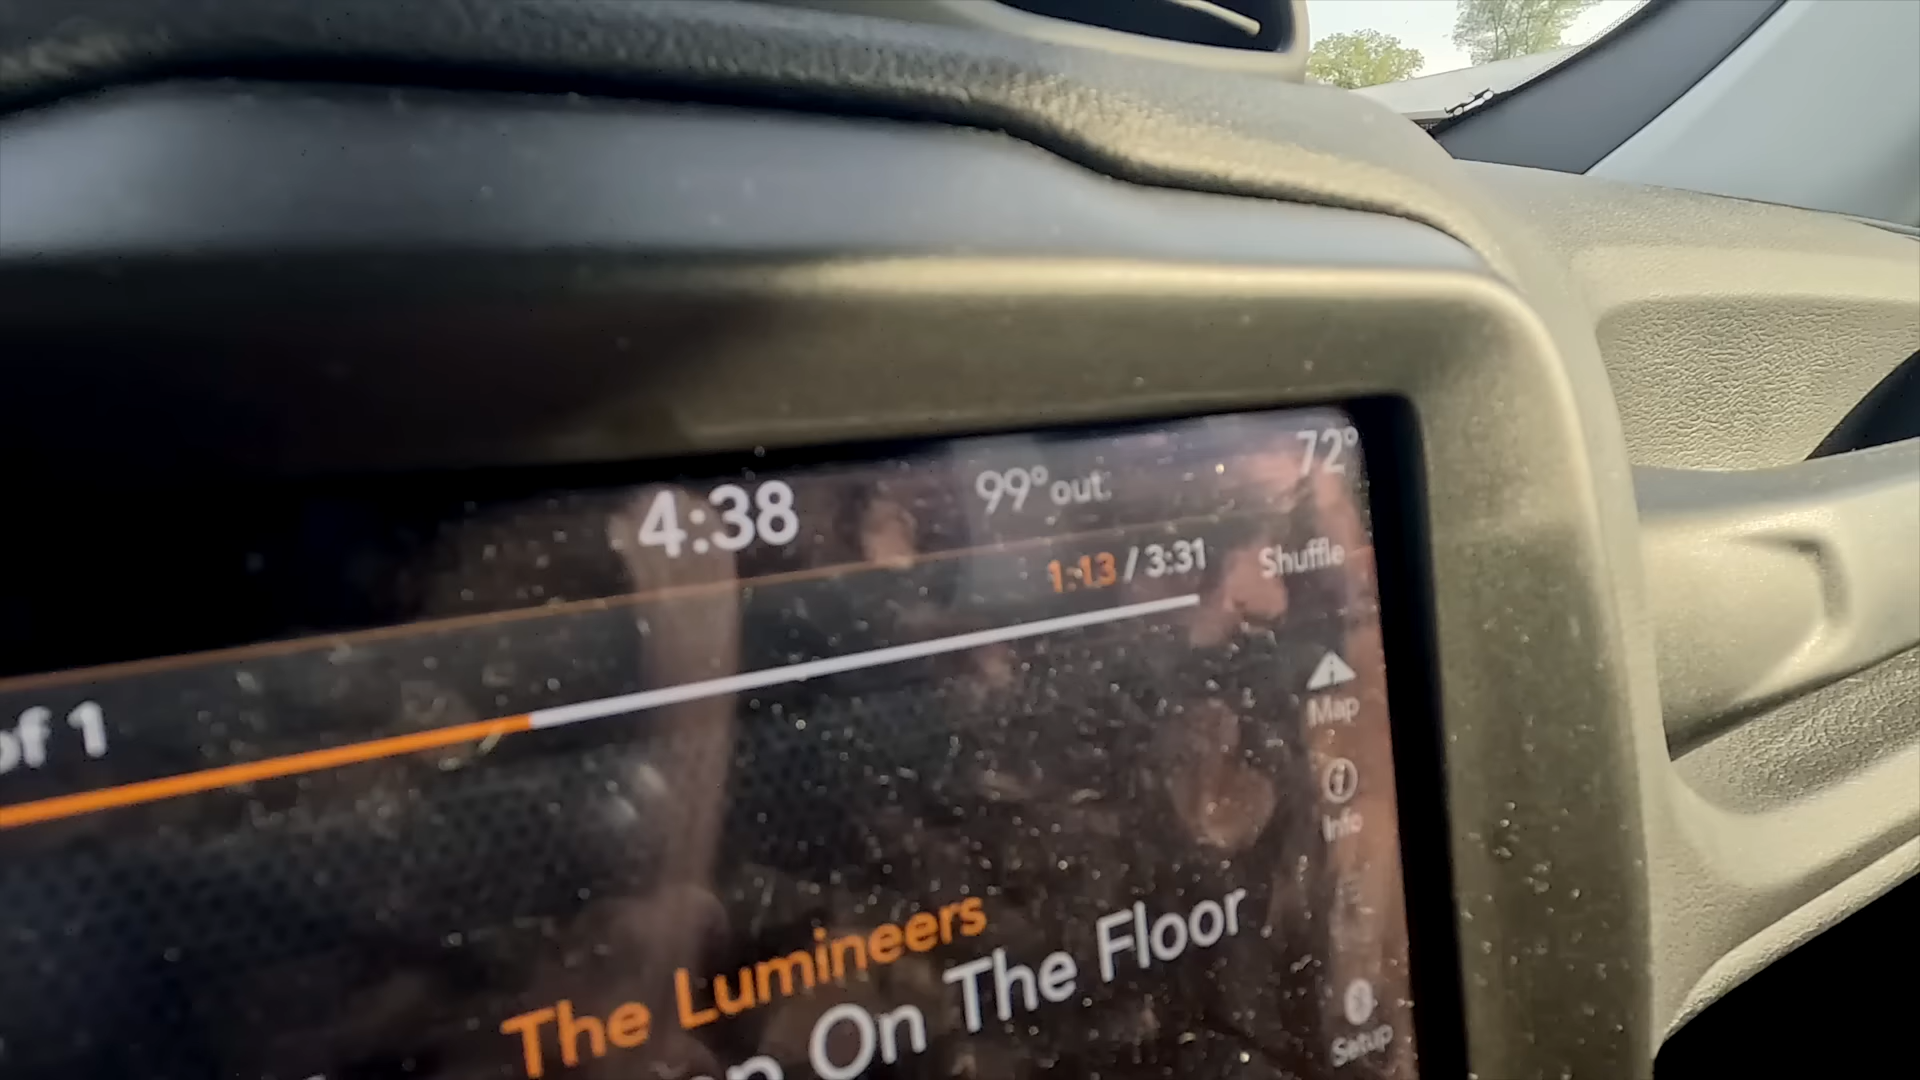 4:38 99° out 72°
1:13 / 3:31 Shuffle
of 1
Map
Info
The Lumineers
On The Floor
Setup